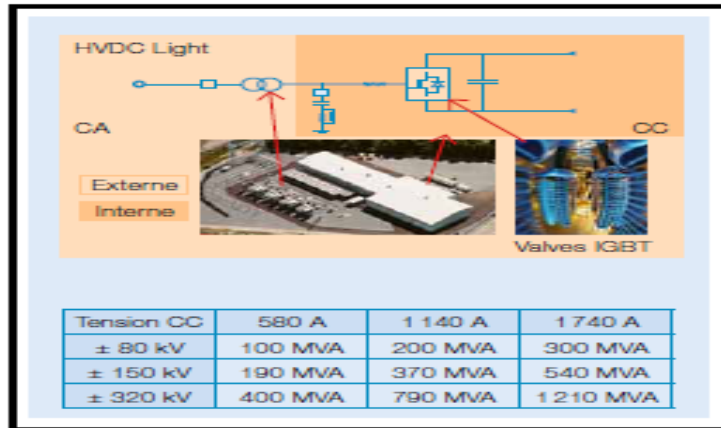 HVDC Light
CA
CC
Externe
Interne
Valves IGBT
Tension CC 580 A 1 140 A 1 740 A
± 80 kV 100 MVA 200 MVA 300 MVA
± 150 kV 190 MVA 370 MVA 540 MVA
± 320 kV 400 MVA 790 MVA 1 210 MVA